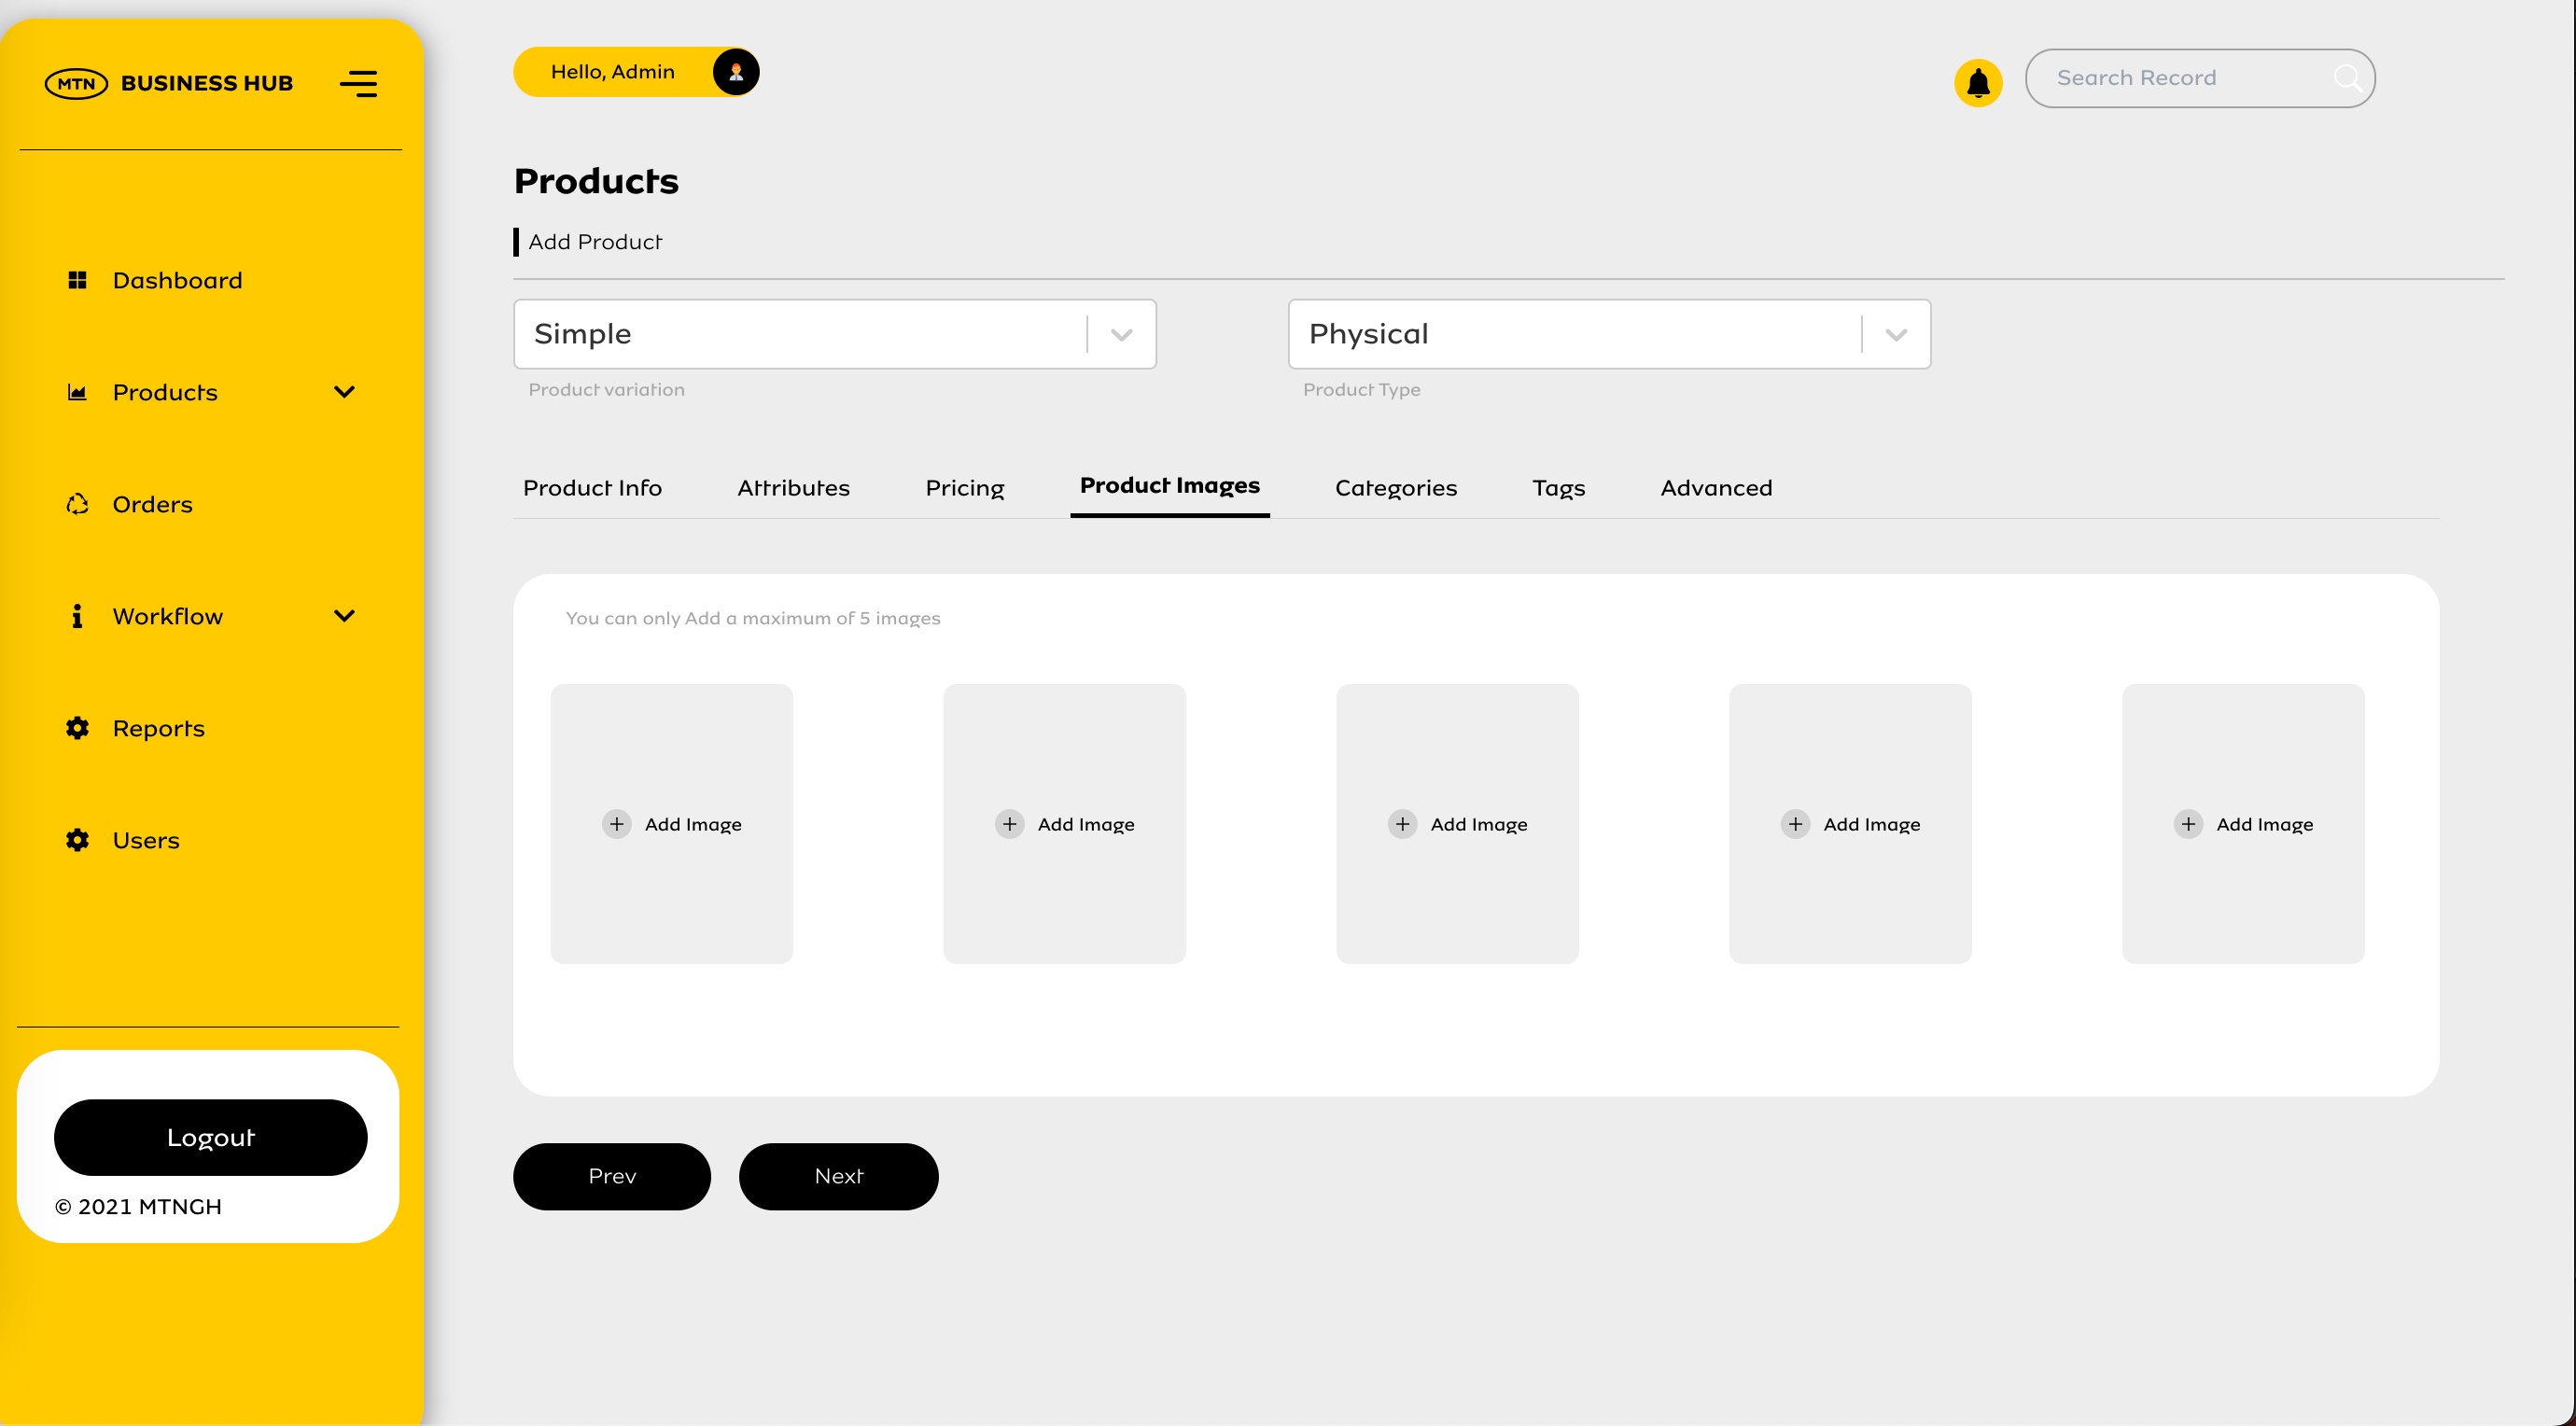 MTN BUSINESS HUB
Dashboard
Products
Orders
Workflow
Reports
Users
Logout
© 2021 MTNGH
Hello, Admin
Search Record
Products
Add Product
Simple
Product variation
Physical
Product Type
Product Info Attributes Pricing Product Images Categories Tags Advanced
You can only Add a maximum of 5 images
+ Add Image + Add Image + Add Image + Add Image + Add Image
Prev Next